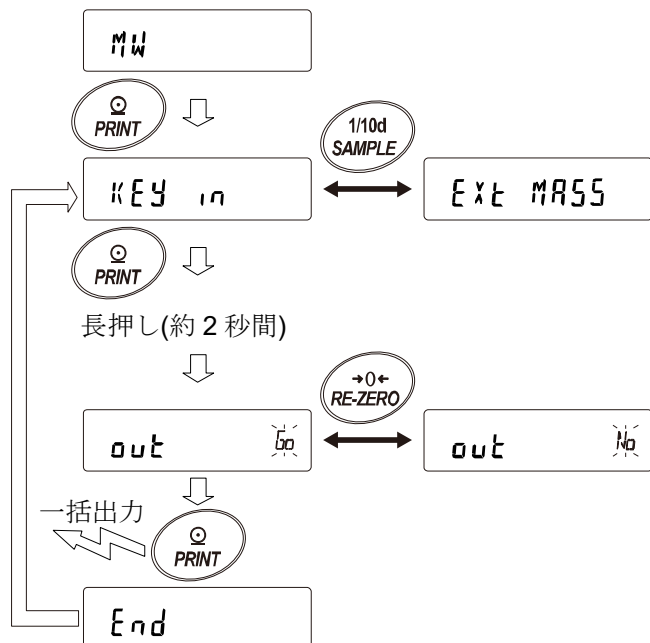 MW
PRINT
1/10d
SAMPLE
KEY in
Ext MASS
PRINT
長押し(約 2 秒間)
→0←
RE-ZERO
out Go
out No
一括出力
PRINT
End